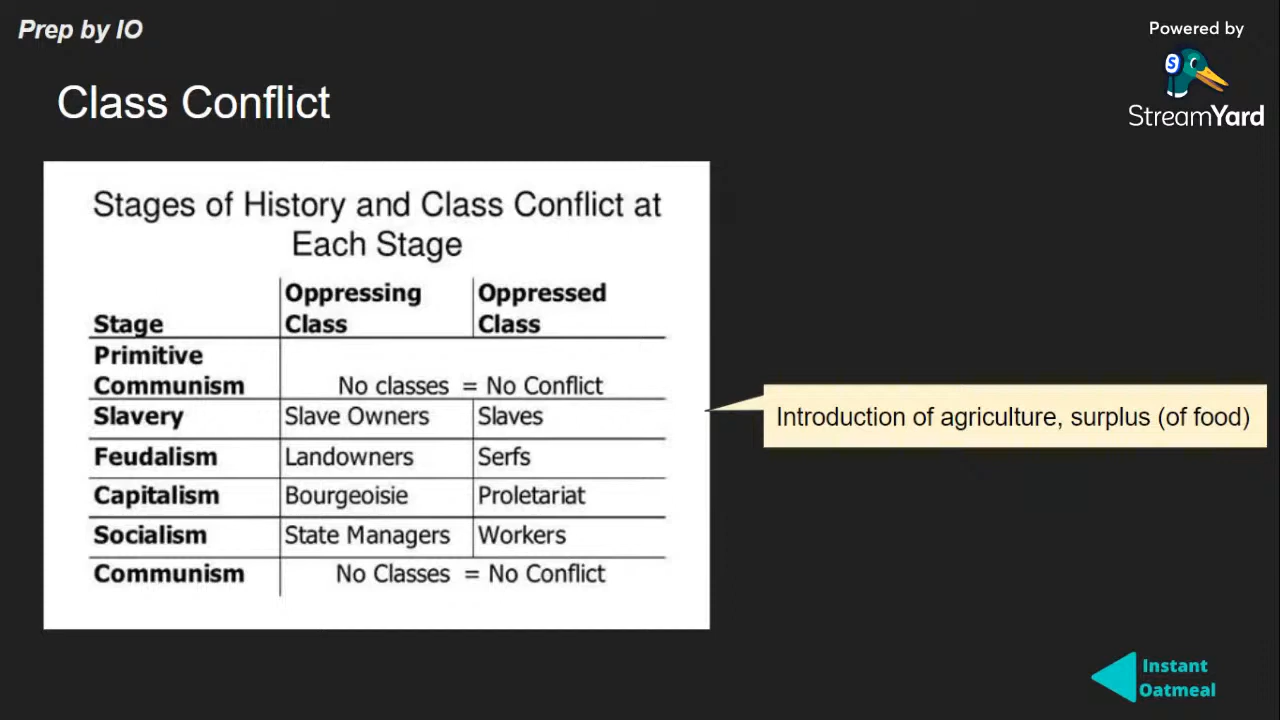 Prep by IO
Powered by
S
StreamYard
Class Conflict
Stages of History and Class Conflict at
Each Stage
Stage
Oppressing
Class
Oppressed
Class
Primitive
Communism
No classes = No Conflict
Slavery Slave Owners Slaves
Feudalism Landowners Serfs
Capitalism Bourgeoisie Proletariat
Socialism State Managers Workers
Communism No Classes = No Conflict
Introduction of agriculture, surplus (of food)
Instant
Oatmeal